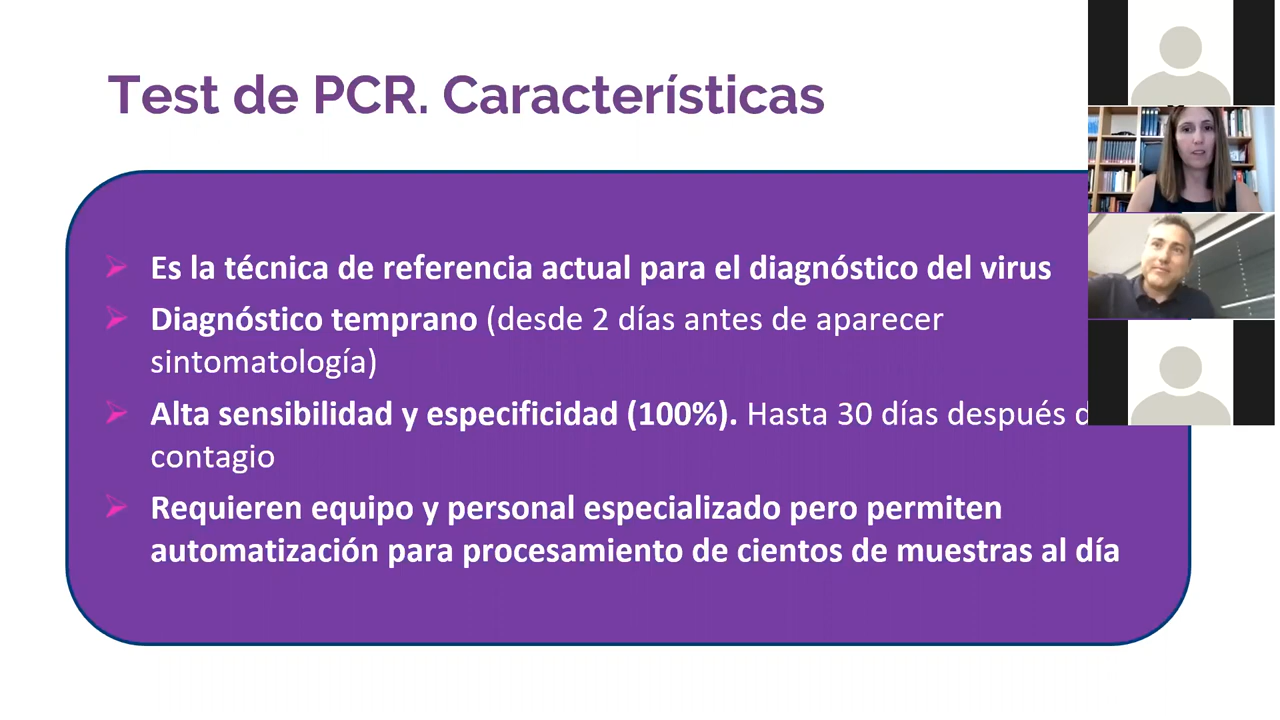 Test de PCR. Características
Es la técnica de referencia actual para el diagnóstico del virus
Diagnóstico temprano (desde 2 días antes de aparecer
sintomatología)
Alta sensibilidad y especificidad (100%). Hasta 30 días después
contagio
Requieren equipo y personal especializado pero permiten
automatización para procesamiento de cientos de muestras al día